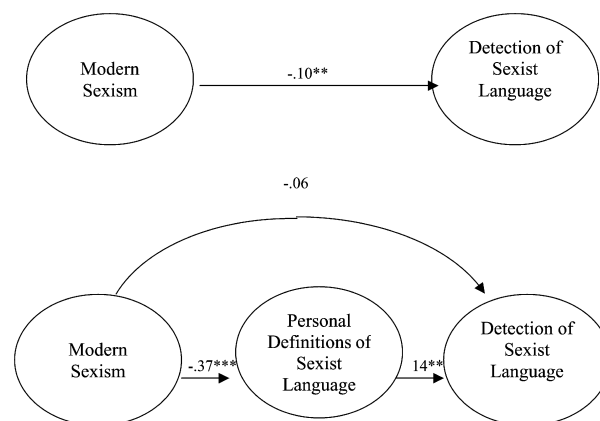 Modern
Sexism
-.10**
Detection of
Sexist
Language
-.06
Modern
Sexism
-.37***
Personal
Definitions of
Sexist
Language
14**
Detection of
Sexist
Language